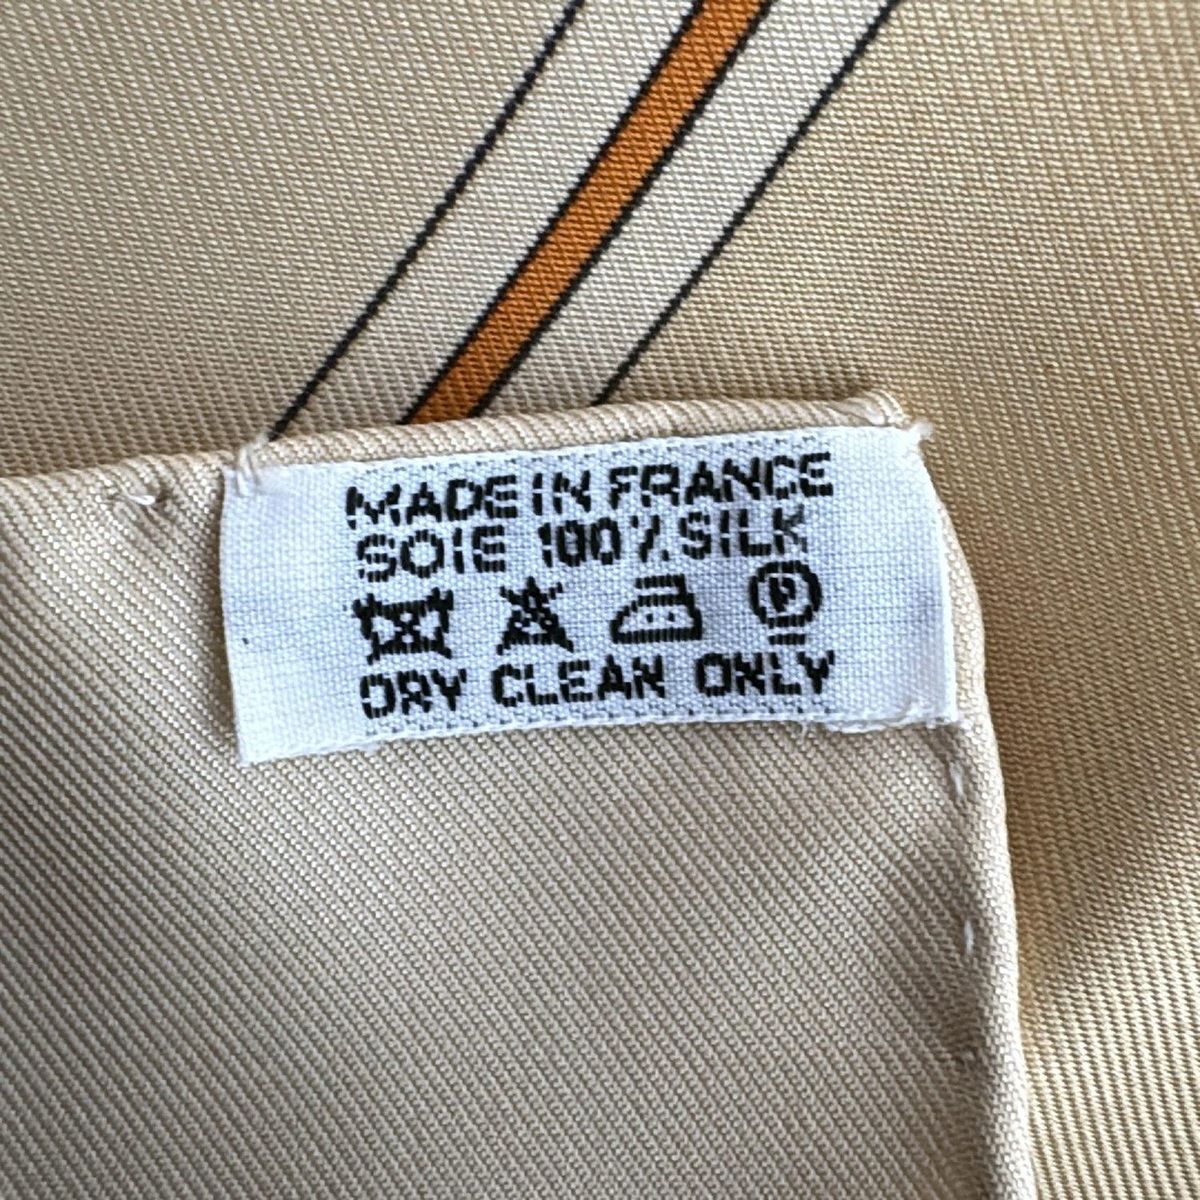 MADE IN FRANCE
SOIE 100% SILK
P
DRY CLEAN ONLY